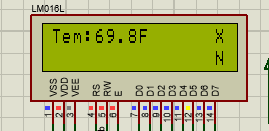 LM016L
Tem:69.8F X
N
VSS VDD VEE RS RW E D0 D1 D2 D3 D4 D5 D6 D7
1 2 3 4 5 6 7 8 9 10 11 12 13 14